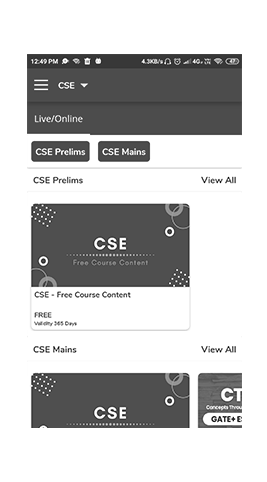 12:49 PM 4.3KB/s 4G 47
CSE
Live/Online
CSE Prelims CSE Mains
CSE Prelims View All
CSE
Free Course Content
CSE - Free Course Content
FREE
Validity 365 Days
CSE Mains View All
CSE
CT
Concepts Throu
GATE+ ES